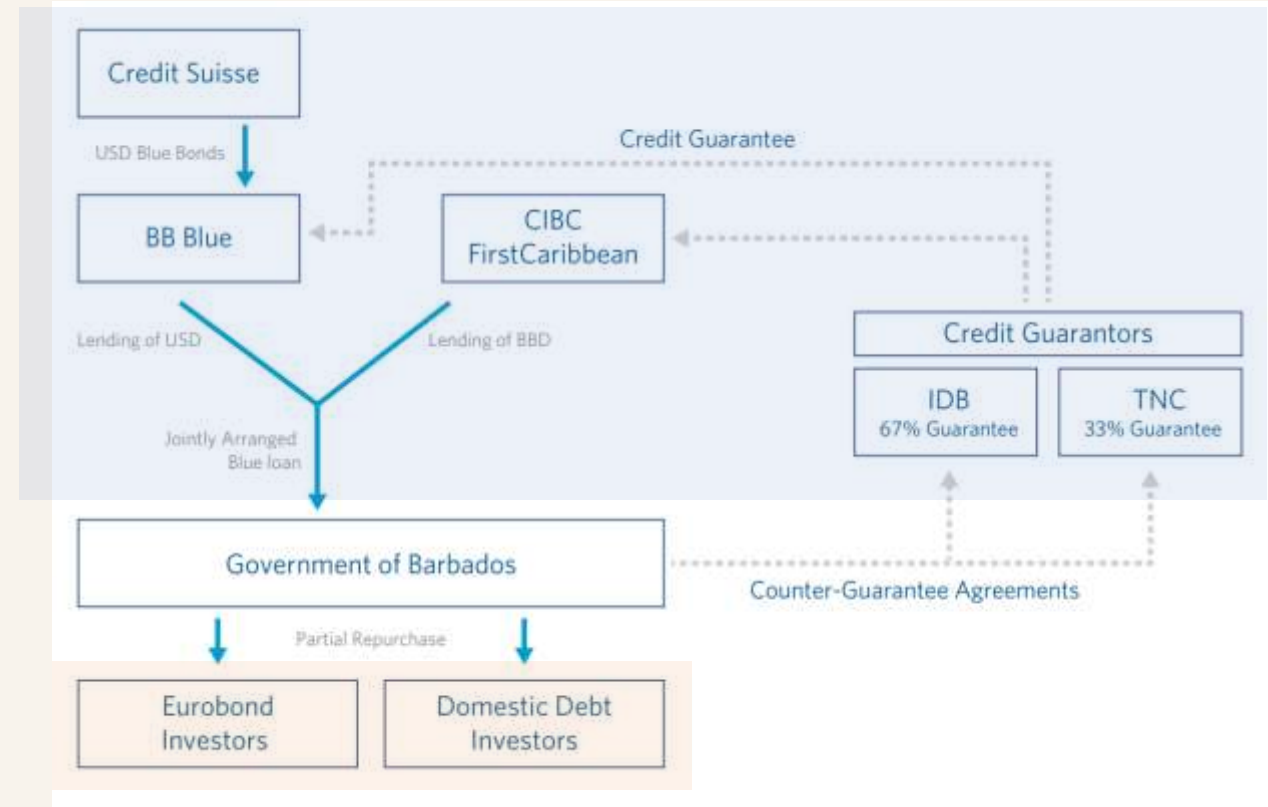 Credit Suisse
USD Blue Bonds
Credit Guarantee
BB Blue
CIBC
FirstCaribbean
Lending of USD
Lending of BBD
Credit Guarantors
IDB
67% Guarantee
TNC
33% Guarantee
Jointly Arranged
Blue loan
Government of Barbados
Counter-Guarantee Agreements
Partial Repurchase
Eurobond
Investors
Domestic Debt
Investors